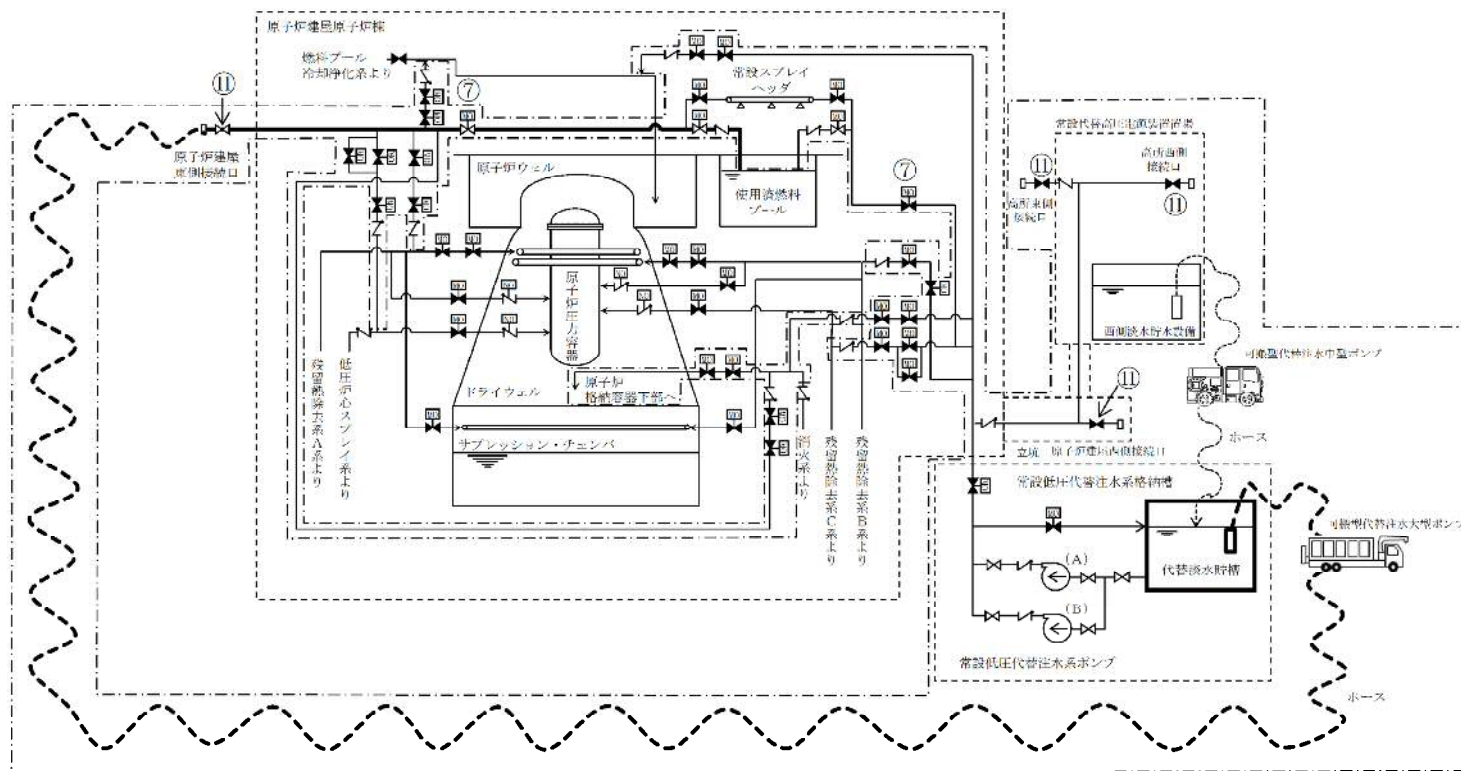 原子炉建屋原子炉棟
燃料プール
冷却浄化系より
⑪
⑦
常設スプレイ
ヘッダ
原子炉建屋
東側接続口
原子炉ウェル
使用済燃料
プール
⑦
常設代替高圧電源装置置場
高所西側
接続口
⑪
⑪
高所東側
接続口
西側淡水貯水設備
可搬型代替注水中型ポンプ
原子炉圧力容器
ドライウェル
原子炉
格納容器下部へ
サプレッション・チェンバ
残留熱除去系A系より
低圧炉心スプレイ系より
消火系より
残留熱除去系C系より
残留熱除去系B系より
⑪
立坑
原子炉建屋西側接続口
ホース
常設低圧代替注水系格納槽
可搬型代替注水大型ポンプ
代替淡水貯槽
(A)
(B)
常設低圧代替注水系ポンプ
ホース